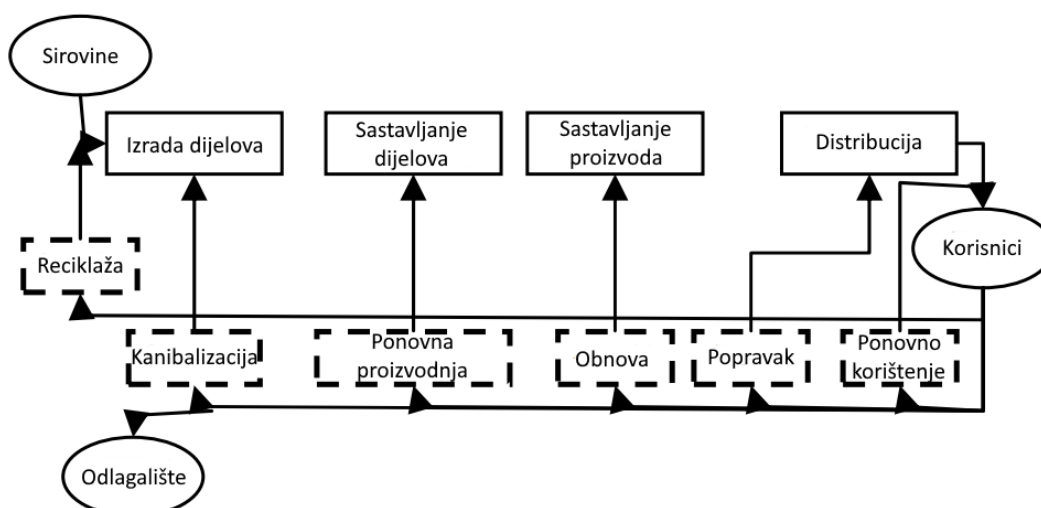 Sirovine
Izrada dijelova
Sastavljanje
dijelova
Sastavljanje
proizvoda
Distribucija
Korisnici
Reciklaža
Kanibalizacija
Ponovna
proizvodnja
Obnova
Popravak
Ponovno
korištenje
Odlagalište